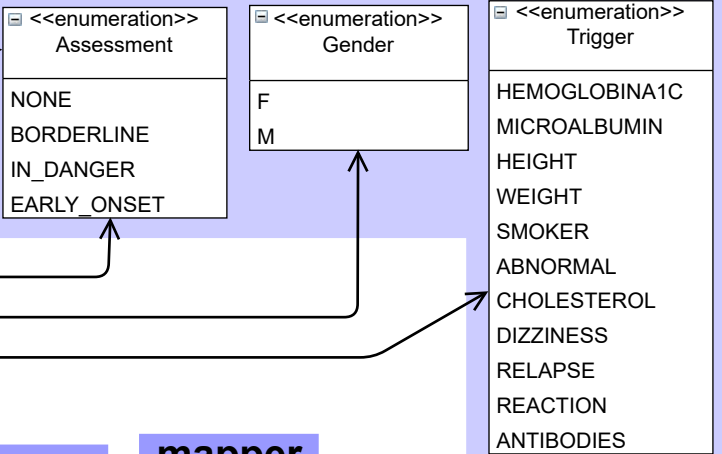 <<enumeration>>
Assessment
NONE
BORDERLINE
IN_DANGER
EARLY_ONSET
<<enumeration>>
Gender
F
M
<<enumeration>>
Trigger
HEMOGLOBINA1C
MICROALBUMIN
HEIGHT
WEIGHT
SMOKER
ABNORMAL
CHOLESTEROL
DIZZINESS
RELAPSE
REACTION
ANTIBODIES
mapper